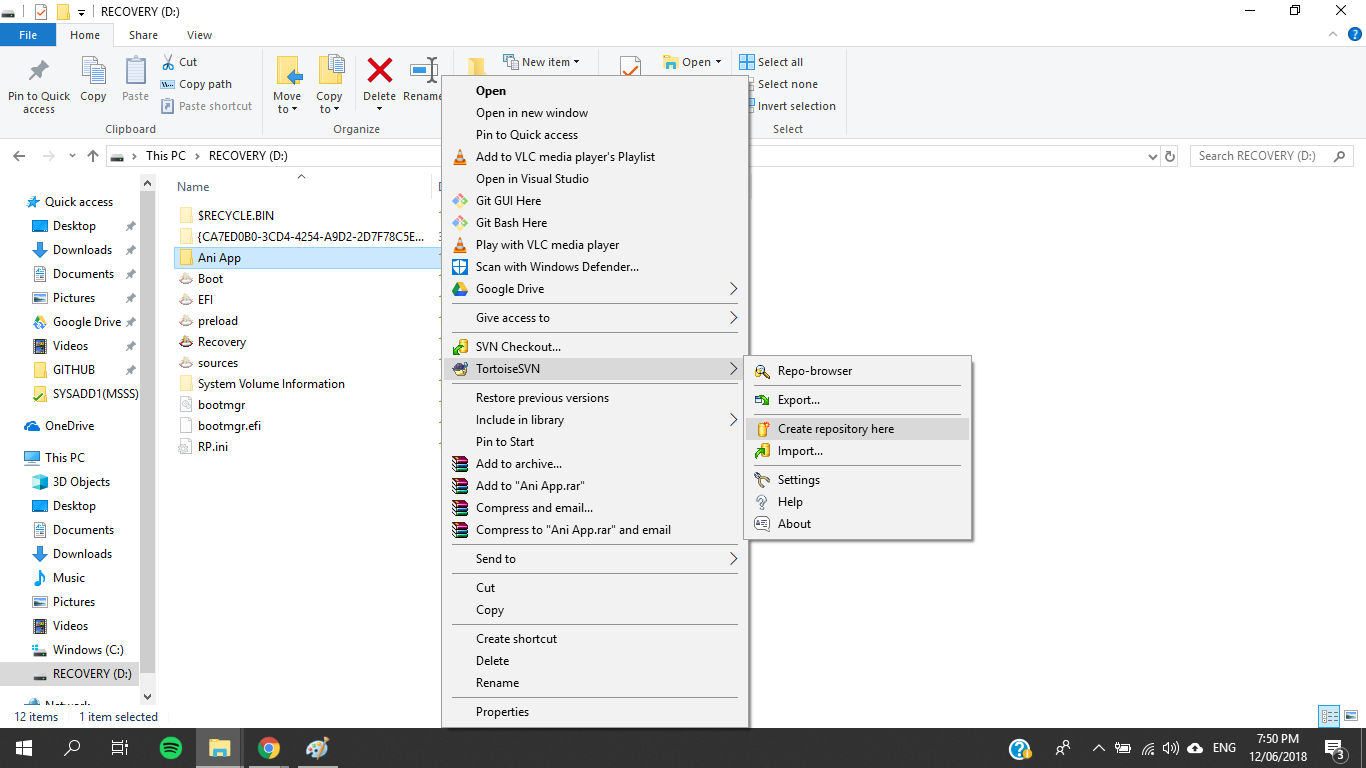 RECOVERY (D:)
File Home Share View
Pin to Quick access
Copy
Paste
Cut
Copy path
Paste shortcut
Clipboard
Move to
Copy to
Delete
Rename
Organize
New item
Open
Select all
Select none
Invert selection
Select
This PC RECOVERY (D:)
Search RECOVERY (D:)
Quick access
Desktop
Downloads
Documents
Pictures
Google Drive
Videos
GITHUB
SYSADD1(MSSS)
OneDrive
This PC
3D Objects
Desktop
Documents
Downloads
Music
Pictures
Videos
Windows (C:)
RECOVERY (D:)
Network
Name
$RECYCLE.BIN
{CA7ED0B0-3CD4-4254-A9D2-2D7F78C5E...
Ani App
Boot
EFI
preload
Recovery
sources
System Volume Information
bootmgr
bootmgr.efi
RP.ini
Open
Open in new window
Pin to Quick access
Add to VLC media player's Playlist
Open in Visual Studio
Git GUI Here
Git Bash Here
Play with VLC media player
Scan with Windows Defender...
Google Drive
Give access to
SVN Checkout...
TortoiseSVN
Restore previous versions
Include in library
Pin to Start
Add to archive...
Add to "Ani App.rar"
Compress and email...
Compress to "Ani App.rar" and email
Send to
Cut
Copy
Create shortcut
Delete
Rename
Properties
Repo-browser
Export...
Create repository here
Import...
Settings
Help
About
12 items 1 item selected
ENG
7:50 PM
12/06/2018
3